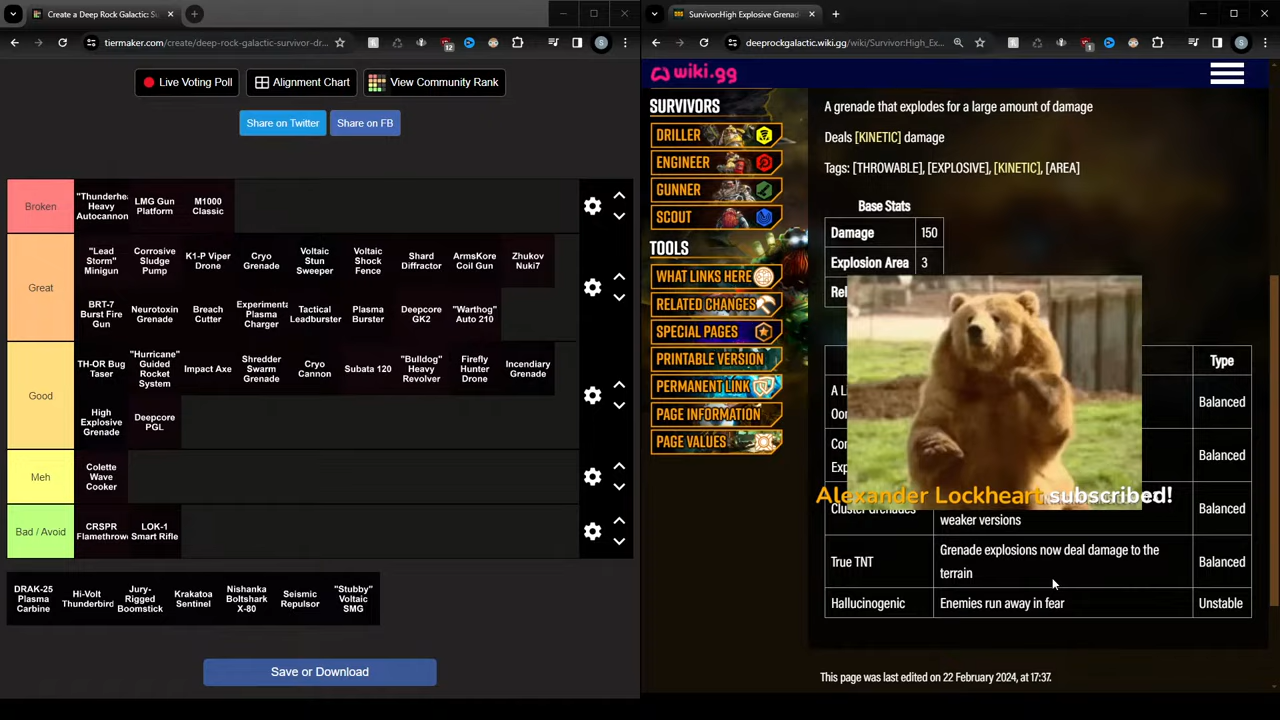 Create a Deep Rock Galactic: Su
tiermaker.com/create/deep-rock-galactic-survivor-dr...
12
S
Live Voting Poll
Alignment Chart
View Community Rank
Share on Twitter
Share on FB
Broken
"Thunderhe
Heavy
Autocannon
LMG Gun
Platform
M1000
Classic
Great
"Lead
Storm"
Minigun
Corrosive
Sludge
Pump
K1-P Viper
Drone
Cryo
Grenade
Voltaic
Stun
Sweeper
Voltaic
Shock
Fence
Shard
Diffractor
ArmsKore
Coil Gun
Zhukov
Nuki7
BRT-7
Burst Fire
Gun
Neurotoxin
Grenade
Breach
Cutter
Experimenta
Plasma
Charger
Tactical
Leadburster
Plasma
Burster
Deepcore
GK2
"Warthog"
Auto 210
Good
TH-OR Bug
Taser
"Hurricane"
Guided
Rocket
System
Impact Axe
Shredder
Swarm
Grenade
Cryo
Cannon
Subata 120
"Bulldog"
Heavy
Revolver
Firefly
Hunter
Drone
Incendiary
Grenade
High
Explosive
Grenade
Deepcore
PGL
Meh
Colette
Wave
Cooker
Bad / Avoid
CRSPR
Flamethrow
LOK-1
Smart Rifle
DRAK-25
Plasma
Carbine
Hi-Volt
Thunderbird
Jury-
Rigged
Boomstick
Krakatoa
Sentinel
Nishanka
Boltshark
X-80
Seismic
Repulsor
"Stubby"
Voltaic
SMG
Save or Download
Survivor:High Explosive Grenad
deeprockgalactic.wiki.gg/wiki/Survivor:High_Ex...
1
S
wiki.gg
SURVIVORS
DRILLER
ENGINEER
GUNNER
SCOUT
TOOLS
WHAT LINKS HERE
RELATED CHANGES
SPECIAL PAGES
PRINTABLE VERSION
PERMANENT LINK
PAGE INFORMATION
PAGE VALUES
A grenade that explodes for a large amount of damage
Deals [KINETIC] damage
Tags: [THROWABLE], [EXPLOSIVE], [KINETIC], [AREA]
Base Stats
Damage 150
Explosion Area 3
Rel
Type
A L
Oor
Balanced
Cor
Exp
Balanced
Alexander Lockheart subscribed!
Cluster Grenades
weaker versions
Balanced
True TNT
Grenade explosions now deal damage to the
terrain
Balanced
Hallucinogenic
Enemies run away in fear
Unstable
This page was last edited on 22 February 2024, at 17:37.